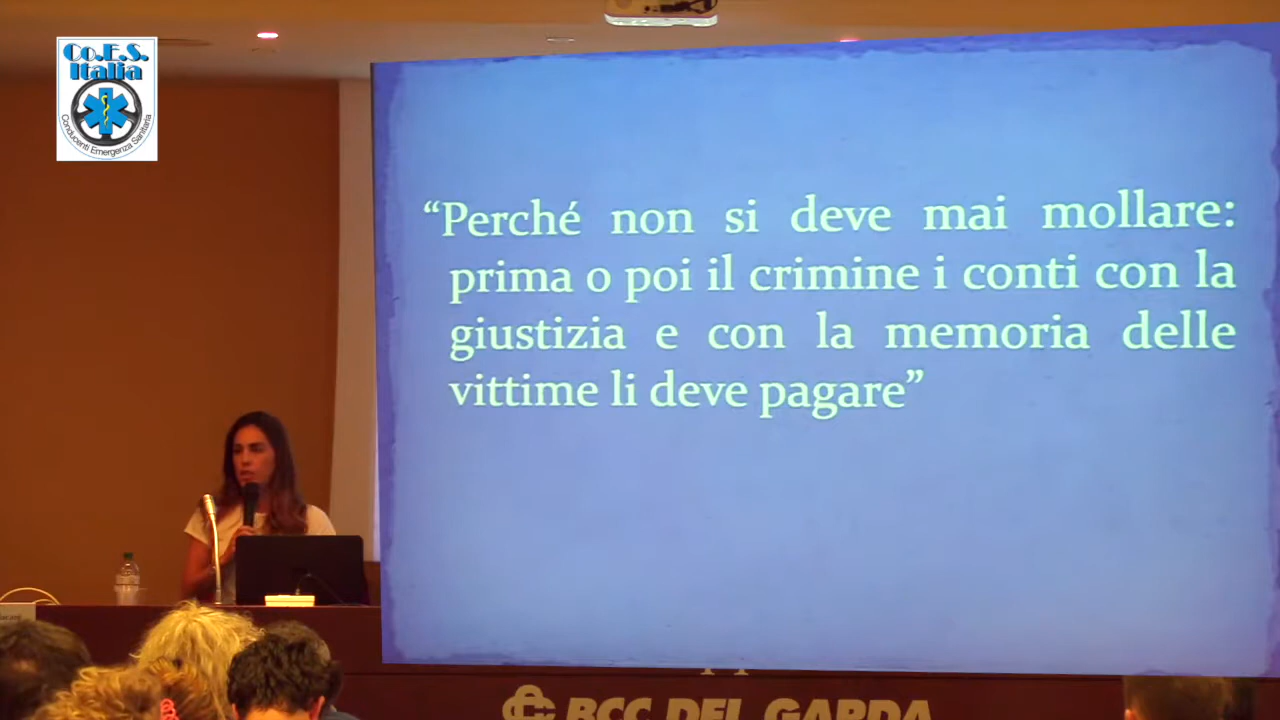 Co.E.S.
Italia
Conducenti Emergenza Sanitaria
“Perché non si deve mai mollare:
prima o poi il crimine i conti con la
giustizia e con la memoria delle
vittime li deve pagare”
BCC DEL GARDA